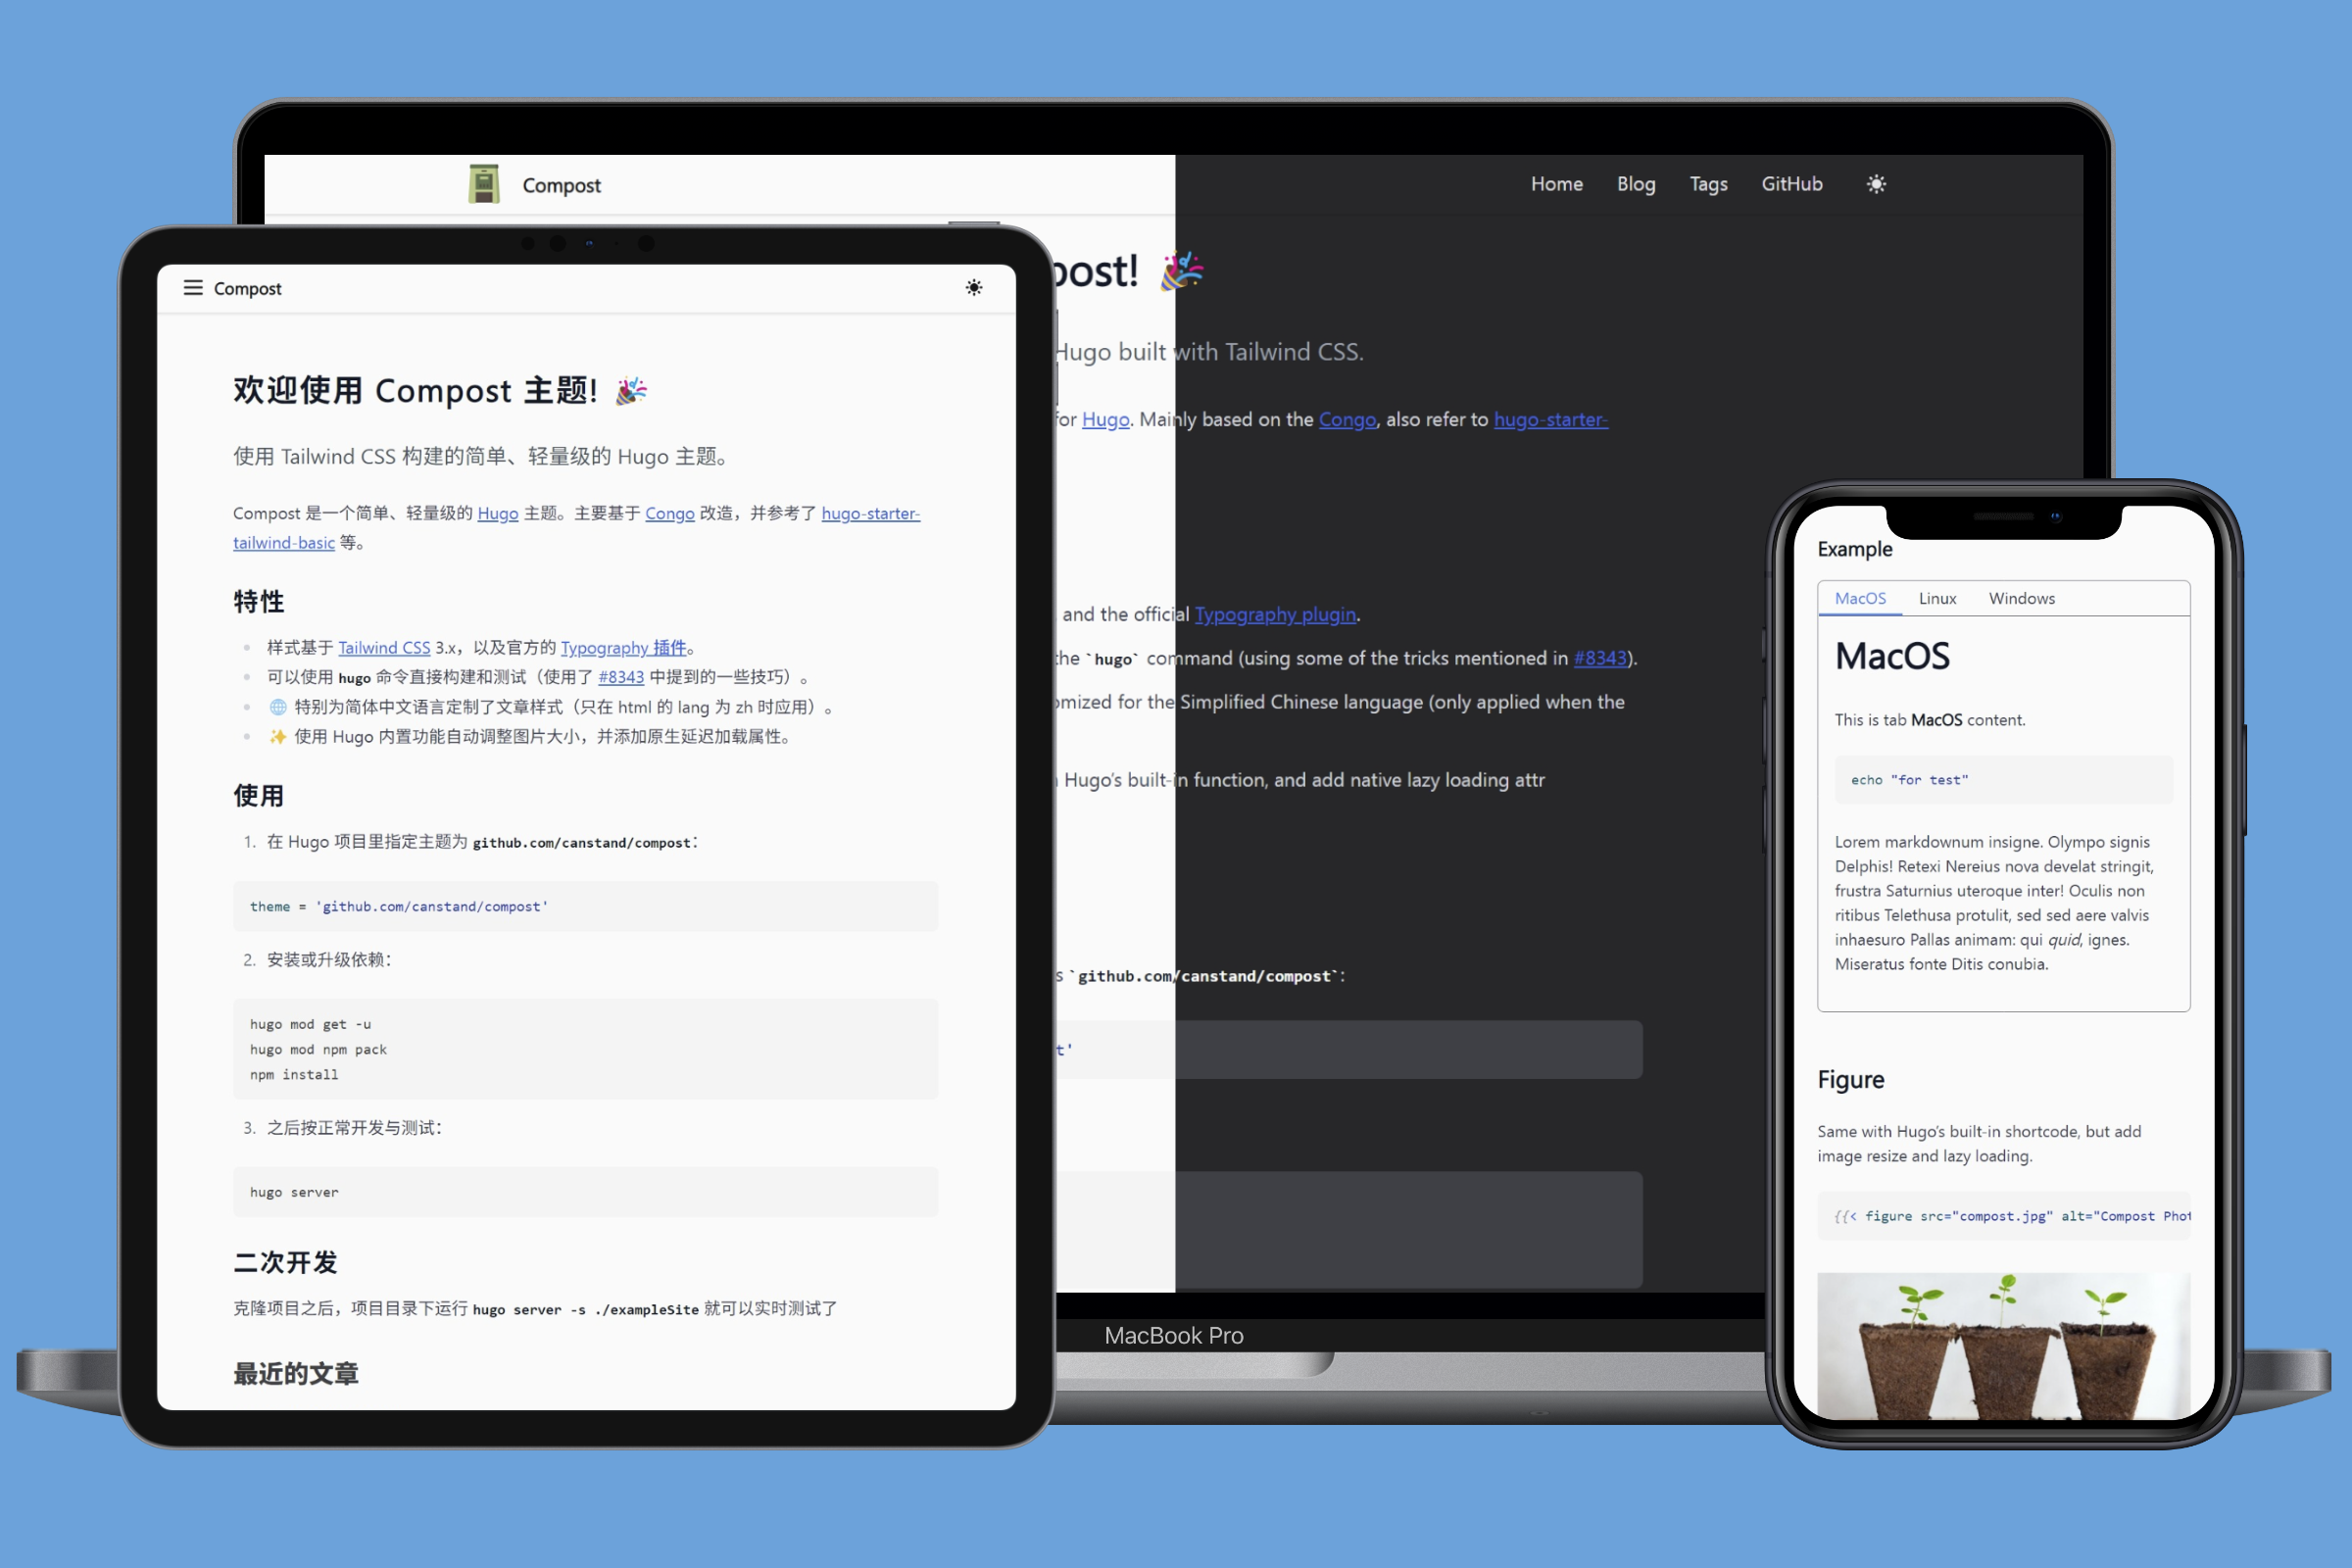 Compost
Home Blog Tags GitHub
post! 🎉
Hugo built with Tailwind CSS.
for Hugo. Mainly based on the Congo, also refer to hugo-starter-
and the official Typography plugin.
the `hugo` command (using some of the tricks mentioned in #8343).
omized for the Simplified Chinese language (only applied when the
Hugo's built-in function, and add native lazy loading attr
s `github.com/canstand/compost`:
t'
MacBook Pro
Compost
欢迎使用 Compost 主题! 🎉
使用 Tailwind CSS 构建的简单、轻量级的 Hugo 主题。
Compost 是一个简单、轻量级的 Hugo 主题。主要基于 Congo 改造，并参考了 hugo-starter-
tailwind-basic 等。
特性
样式基于 Tailwind CSS 3.x，以及官方的 Typography 插件。
可以使用 hugo 命令直接构建和测试（使用了 #8343 中提到的一些技巧）。
🌐 特别为简体中文语言定制了文章样式（只在 html 的 lang 为 zh 时应用）。
✨ 使用 Hugo 内置功能自动调整图片大小，并添加原生延迟加载属性。
使用
1. 在 Hugo 项目里指定主题为 github.com/canstand/compost：
theme = 'github.com/canstand/compost'
2. 安装或升级依赖：
hugo mod get -u
hugo mod npm pack
npm install
3. 之后按正常开发与测试：
hugo server
二次开发
克隆项目之后，项目目录下运行 hugo server -s ./exampleSite 就可以实时测试了
最近的文章
Example
MacOS Linux Windows
MacOS
This is tab MacOS content.
echo "for test"
Lorem markdownum insigne. Olympo signis
Delphis! Retexi Nereius nova develat stringit,
frustra Saturnius uteroque inter! Oculis non
ritibus Telethusa protulit, sed sed aere valvis
inhaesuro Pallas animam: qui quid, ignes.
Miseratus fonte Ditis conubia.
Figure
Same with Hugo's built-in shortcode, but add
image resize and lazy loading.
{{< figure src="compost.jpg" alt="Compost Phot